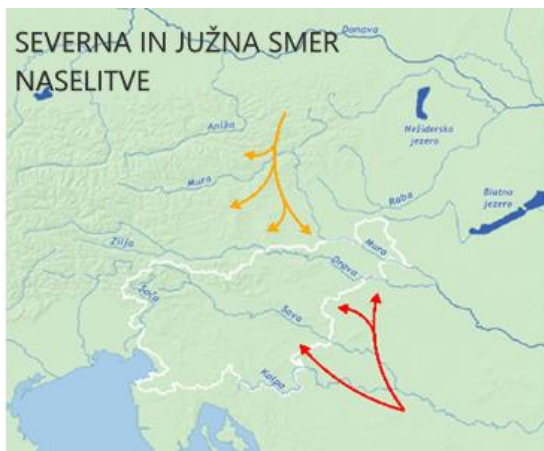 SEVERNA IN JUŽNA SMER
NASELITVE
Donava
Aniža
Nežidersko
jezero
Mura
Raba
Blatno
jezero
Zilja
Mura
Drava
Soča
Sava
Kolpa